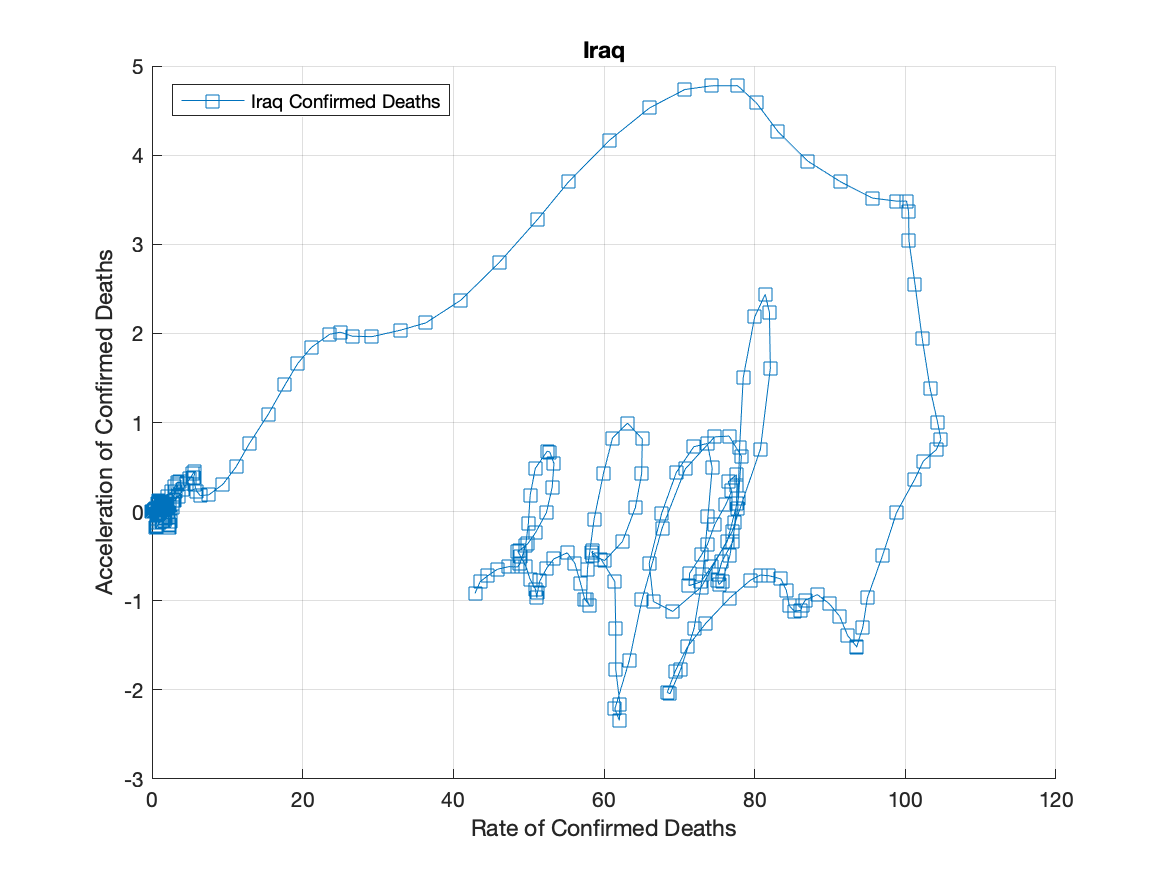 Iraq
Iraq Confirmed Deaths
5
4
3
2
1
0
-1
-2
-3
Acceleration of Confirmed Deaths
0 20 40 60 80 100 120
Rate of Confirmed Deaths